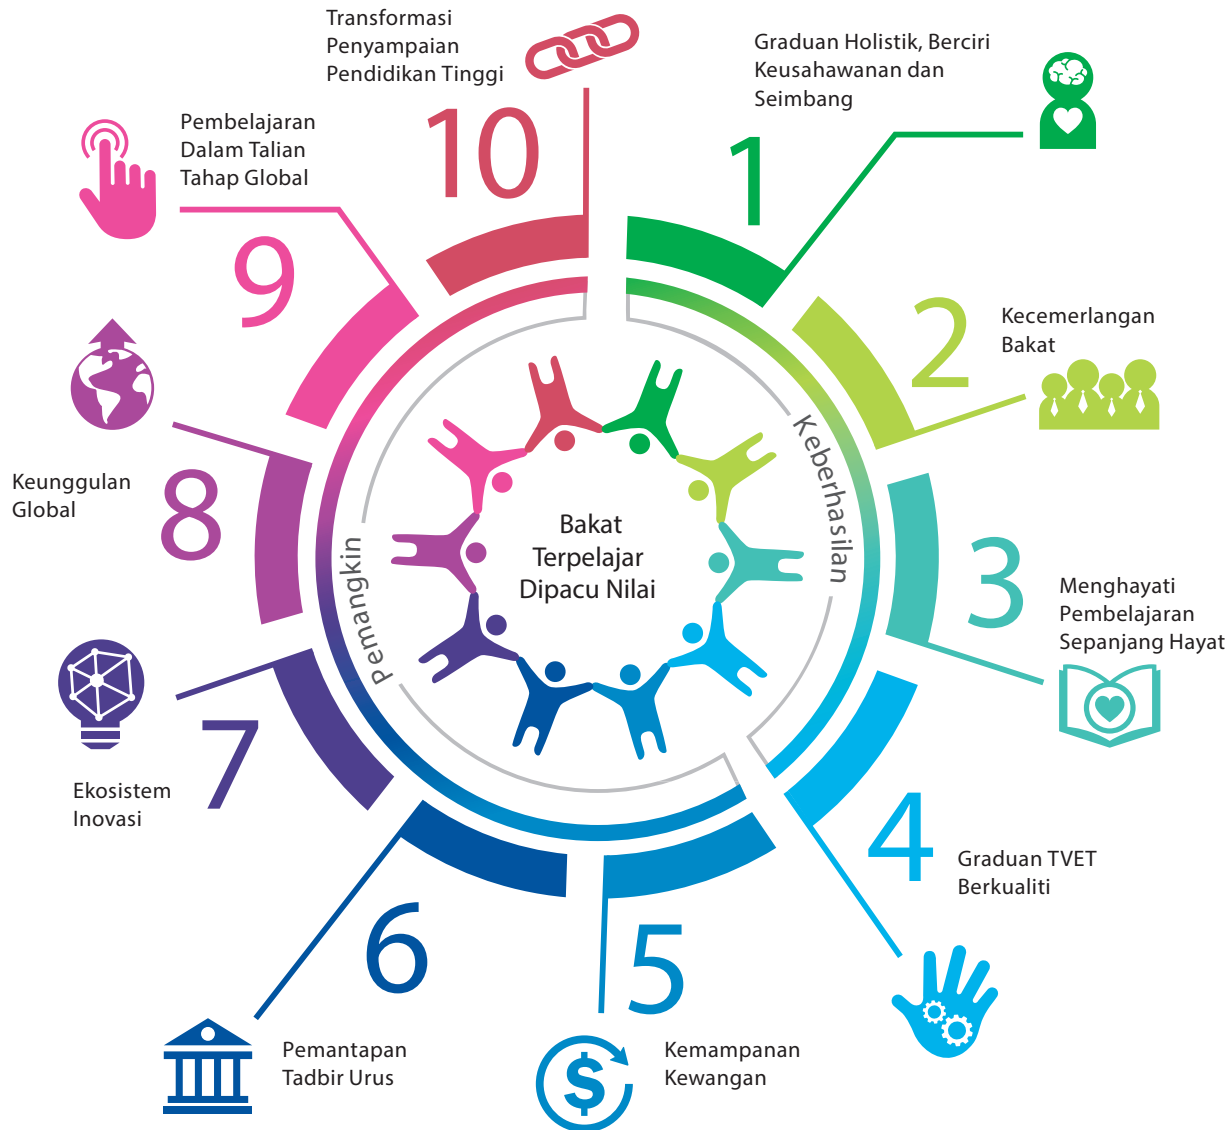 1
Graduan Holistik, Berciri
Keusahawanan dan
Seimbang
2
Kecemerlangan
Bakat
3
Menghayati
Pembelajaran
Sepanjang Hayat
4
Graduan TVET
Berkualiti
5
Kemampanan
Kewangan
$
6
Pemantapan
Tadbir Urus
7
Ekosistem
Inovasi
8
Keunggulan
Global
9
Pembelajaran
Dalam Talian
Tahap Global
10
Transformasi
Penyampaian
Pendidikan Tinggi
Keberhasilan
Pemangkin
Bakat
Terpelajar
Dipacu Nilai